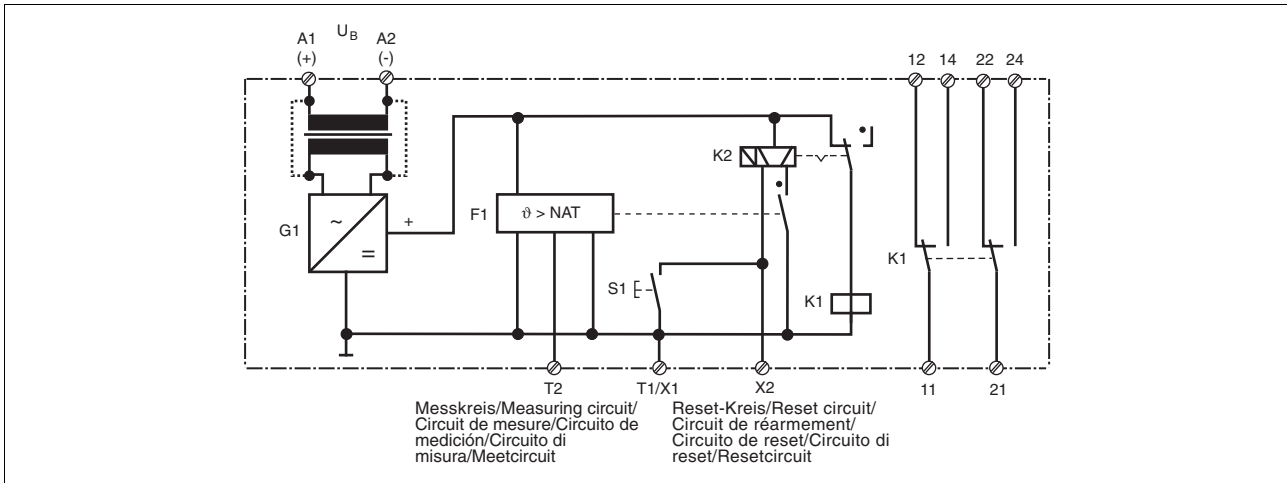 A1 U_B A2
(+) (-)
12 14 22 24
K2
F1 ϑ > NAT
G1 ~ +
=
S1
K1
K1
T2 T1/X1 X2 11 21
Messkreis/Measuring circuit/
Circuit de mesure/Circuito de
medición/Circuito di
misura/Meetcircuit
Reset-Kreis/Reset circuit/
Circuit de réarmement/
Circuito de reset/Circuito di
reset/Resetcircuit